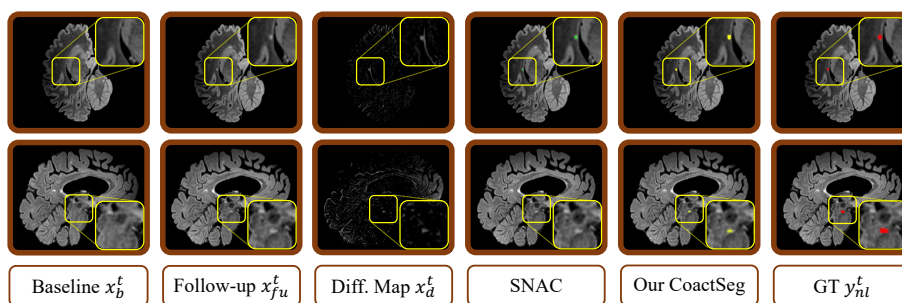 Baseline $x_b^t$
Follow-up $x_{fu}^t$
Diff. Map $x_d^t$
SNAC
Our CoactSeg
GT $y_{nl}^t$